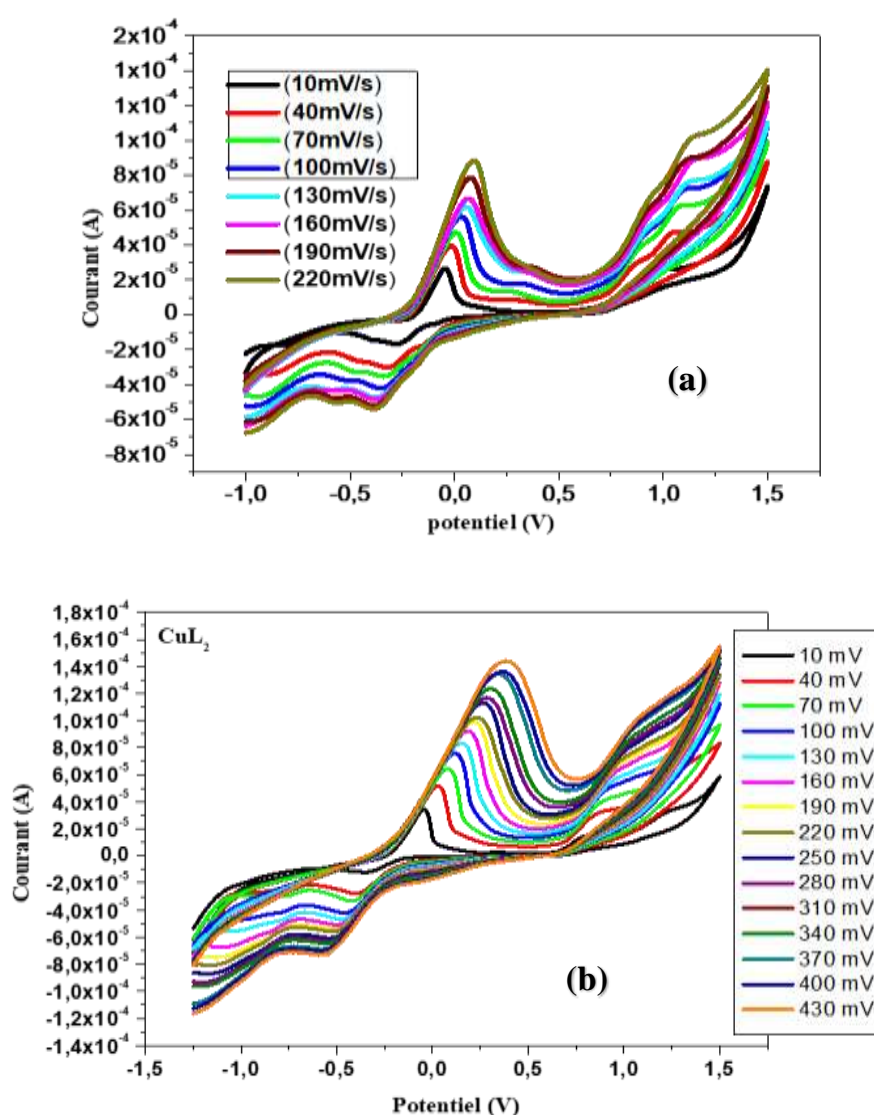 2x10⁻⁴
1x10⁻⁴
1x10⁻⁴
1x10⁻⁴
8x10⁻⁵
6x10⁻⁵
4x10⁻⁵
2x10⁻⁵
0
-2x10⁻⁵
-4x10⁻⁵
-6x10⁻⁵
-8x10⁻⁵
Courant (A)
(10mV/s)
(40mV/s)
(70mV/s)
(100mV/s)
(130mV/s)
(160mV/s)
(190mV/s)
(220mV/s)
(a)
-1,0 -0,5 0,0 0,5 1,0 1,5
potentiel (V)
1,8x10⁻⁴
1,6x10⁻⁴
1,4x10⁻⁴
1,2x10⁻⁴
1,0x10⁻⁴
8,0x10⁻⁵
6,0x10⁻⁵
4,0x10⁻⁵
2,0x10⁻⁵
0,0
-2,0x10⁻⁵
-4,0x10⁻⁵
-6,0x10⁻⁵
-8,0x10⁻⁵
-1,0x10⁻⁴
-1,2x10⁻⁴
-1,4x10⁻⁴
Courant (A)
CuL₂
10 mV
40 mV
70 mV
100 mV
130 mV
160 mV
190 mV
220 mV
250 mV
280 mV
310 mV
340 mV
370 mV
400 mV
430 mV
(b)
-1,5 -1,0 -0,5 0,0 0,5 1,0 1,5
Potentiel (V)